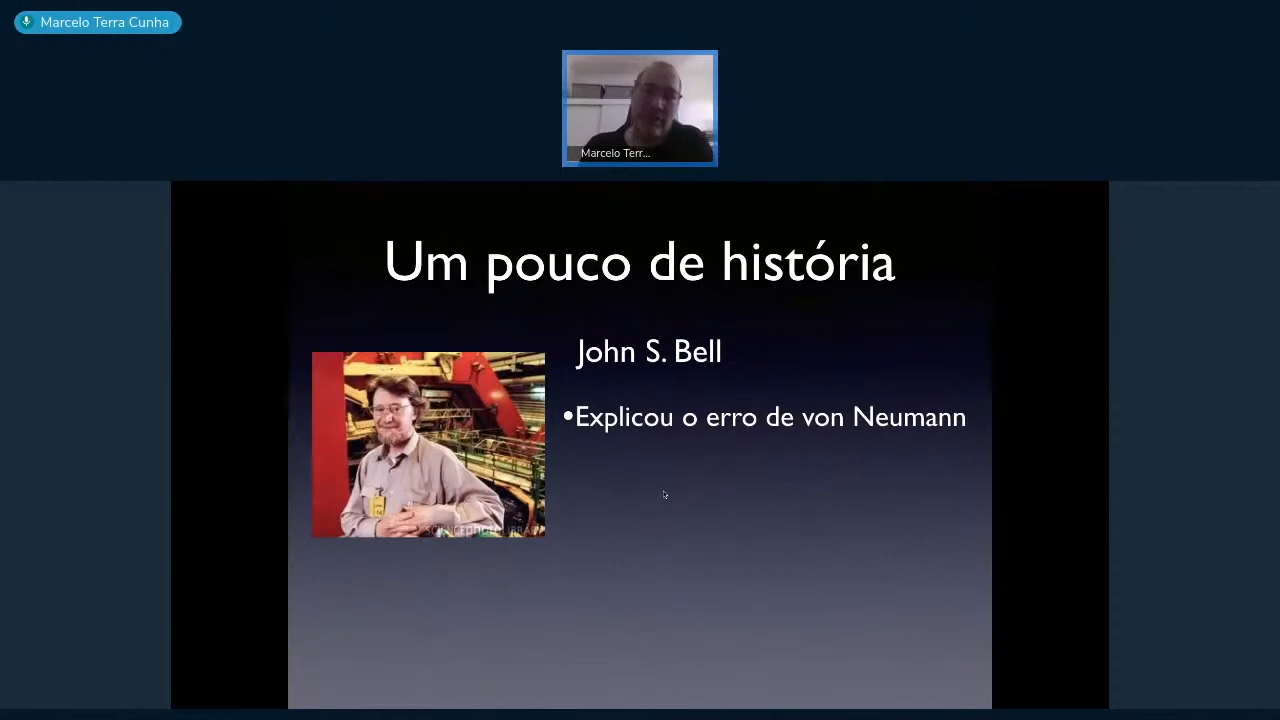 Marcelo Terra Cunha
Marcelo Terr...
Um pouco de história
John S. Bell
•Explicou o erro de von Neumann